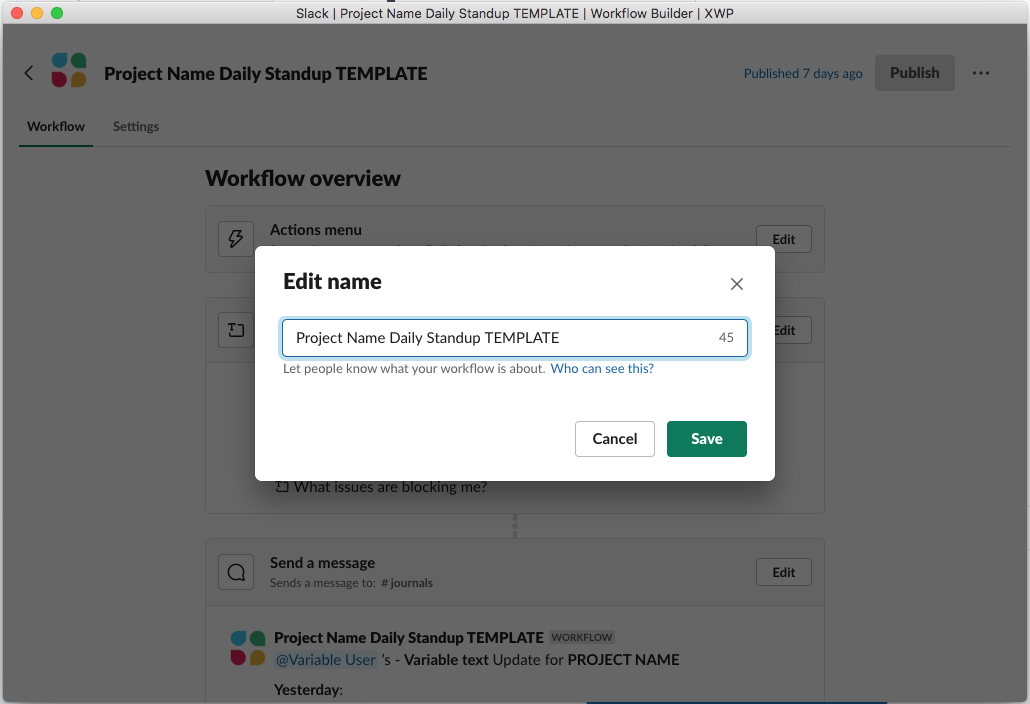 Slack | Project Name Daily Standup TEMPLATE | Workflow Builder | XWP
Project Name Daily Standup TEMPLATE
Published 7 days ago
Publish
Workflow
Settings
Workflow overview
Actions menu
Edit
Edit name
Edit
Project Name Daily Standup TEMPLATE
45
Let people know what your workflow is about. Who can see this?
Cancel
Save
What issues are blocking me?
Send a message
Sends a message to: # journals
Edit
Project Name Daily Standup TEMPLATE WORKFLOW
@Variable User 's - Variable text Update for PROJECT NAME
Yesterday: